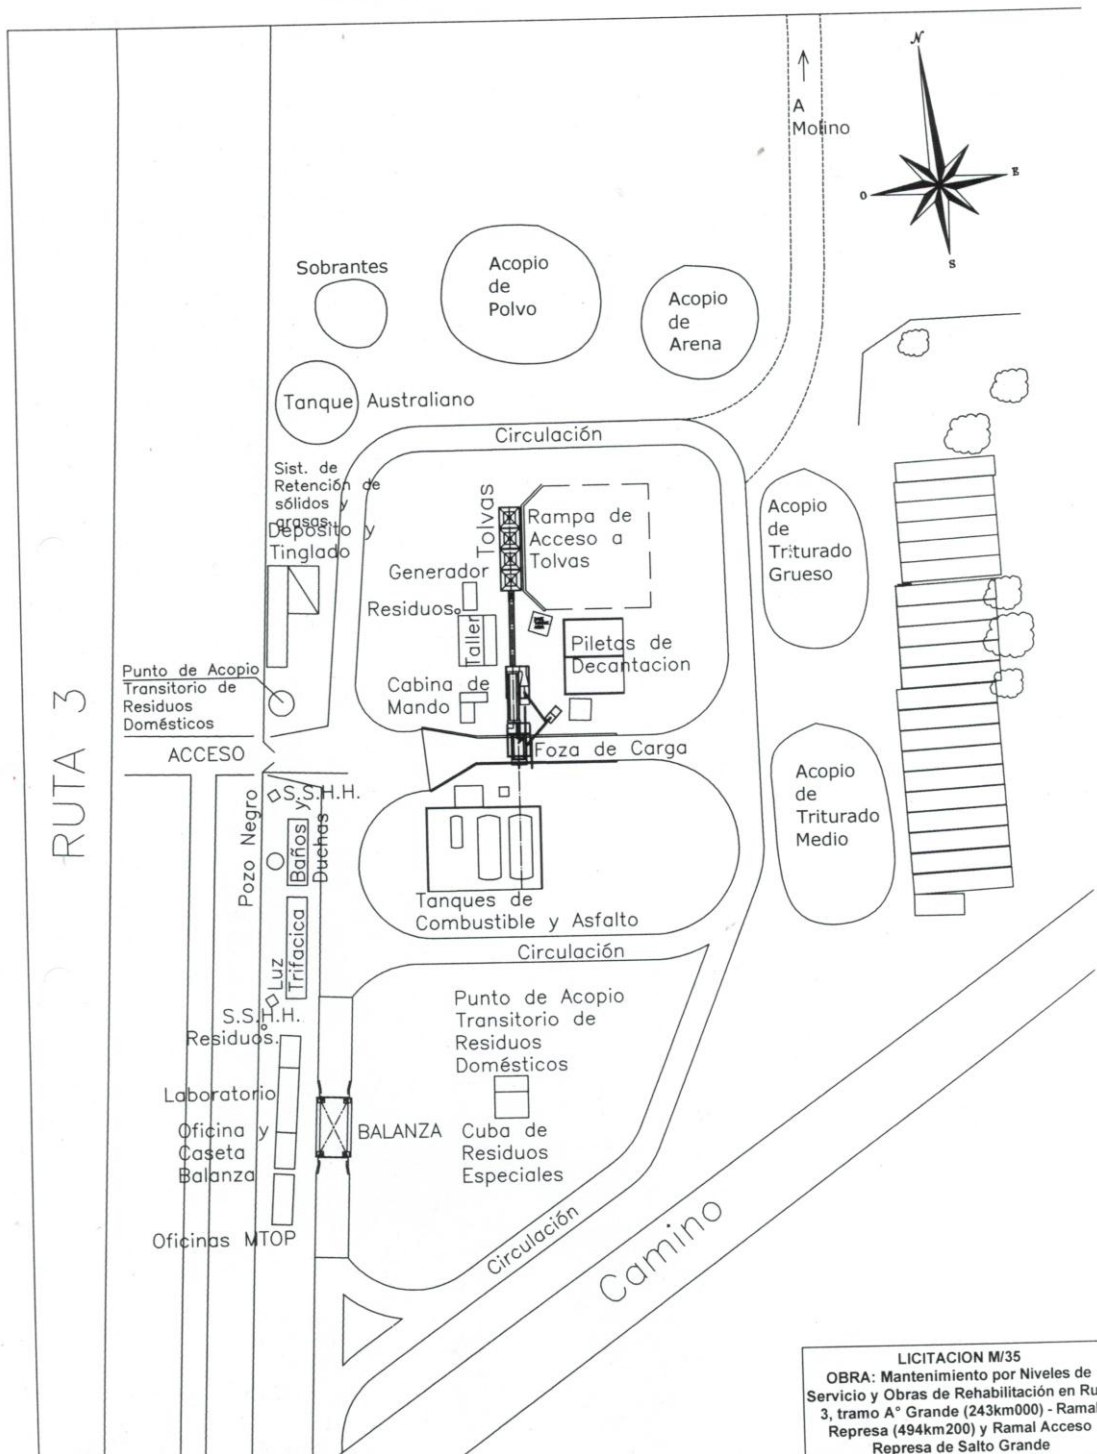 N
E
S
O
A
Molino
Sobrantes
Acopio
de
Polvo
Acopio
de
Arena
Tanque Australiano
Circulación
Sist. de
Retención de
sólidos y
grasas.
Depósito y
Tinglado
Tolvas
Rampa de
Acceso a
Tolvas
Acopio
de
Triturado
Grueso
Generador
Residuos.
Taller
Piletas de
Decantacion
Cabina de
Mando
Punto de Acopio
Transitorio de
Residuos
Domésticos
RUTA 3
ACCESO
Foza de Carga
S.S.H.H.
Pozo Negro
Baños y
Duchas
Acopio
de
Triturado
Medio
Tanques de
Combustible y Asfalto
Circulación
Luz
Trifacica
S.S.H.H.
Residuos.
Punto de Acopio
Transitorio de
Residuos
Domésticos
Laboratorio
Oficina y
Caseta
Balanza
BALANZA
Cuba de
Residuos
Especiales
Oficinas MTOP
Circulación
Camino
LICITACION M/35
OBRA: Mantenimiento por Niveles de
Servicio y Obras de Rehabilitación en Ru
3, tramo A° Grande (243km000) - Ramal
Represa (494km200) y Ramal Acceso
Represa de Salto Grande